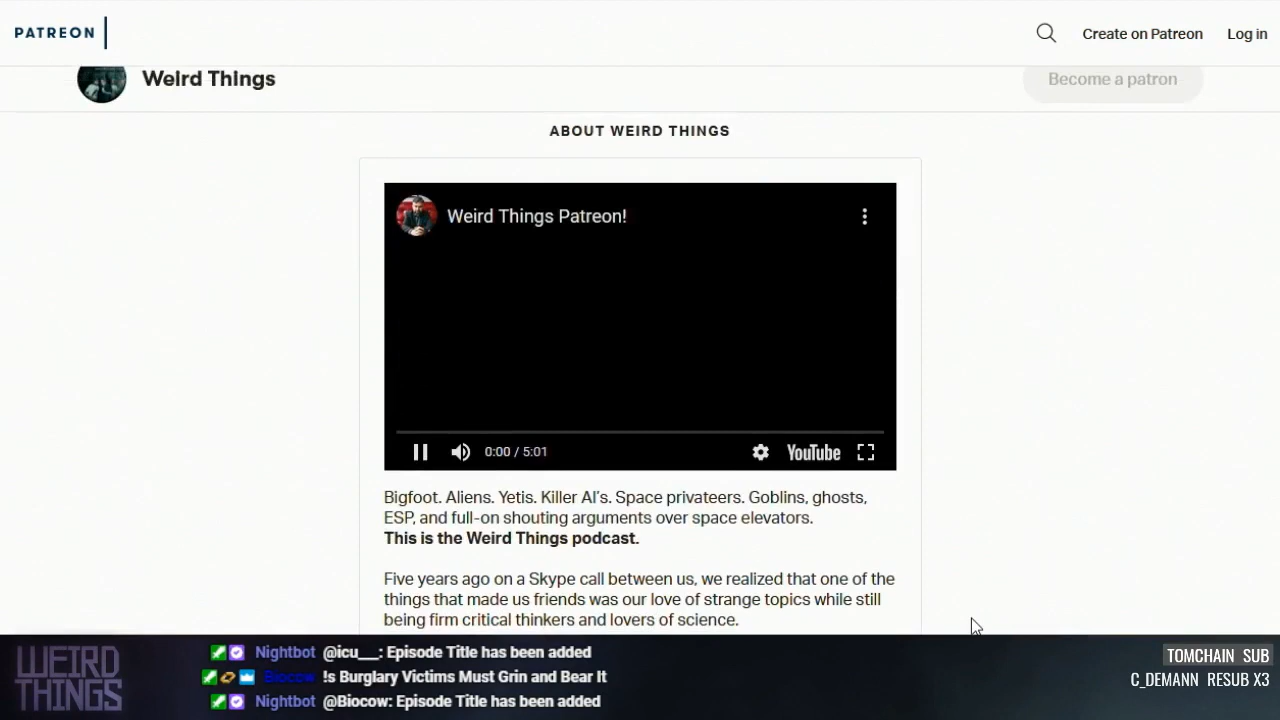 PATREON
Create on Patreon
Log in
Weird Things
Become a patron
ABOUT WEIRD THINGS
Weird Things Patreon!
0:00 / 5:01
YouTube
Bigfoot. Aliens. Yetis. Killer AI's. Space privateers. Goblins, ghosts,
ESP, and full-on shouting arguments over space elevators.
This is the Weird Things podcast.
Five years ago on a Skype call between us, we realized that one of the
things that made us friends was our love of strange topics while still
being firm critical thinkers and lovers of science.
WEIRD
THINGS
Nightbot @icu___: Episode Title has been added
Biocow !s Burglary Victims Must Grin and Bear It
Nightbot @Biocow: Episode Title has been added
TOMCHAIN SUB
C_DEMANN RESUB X3